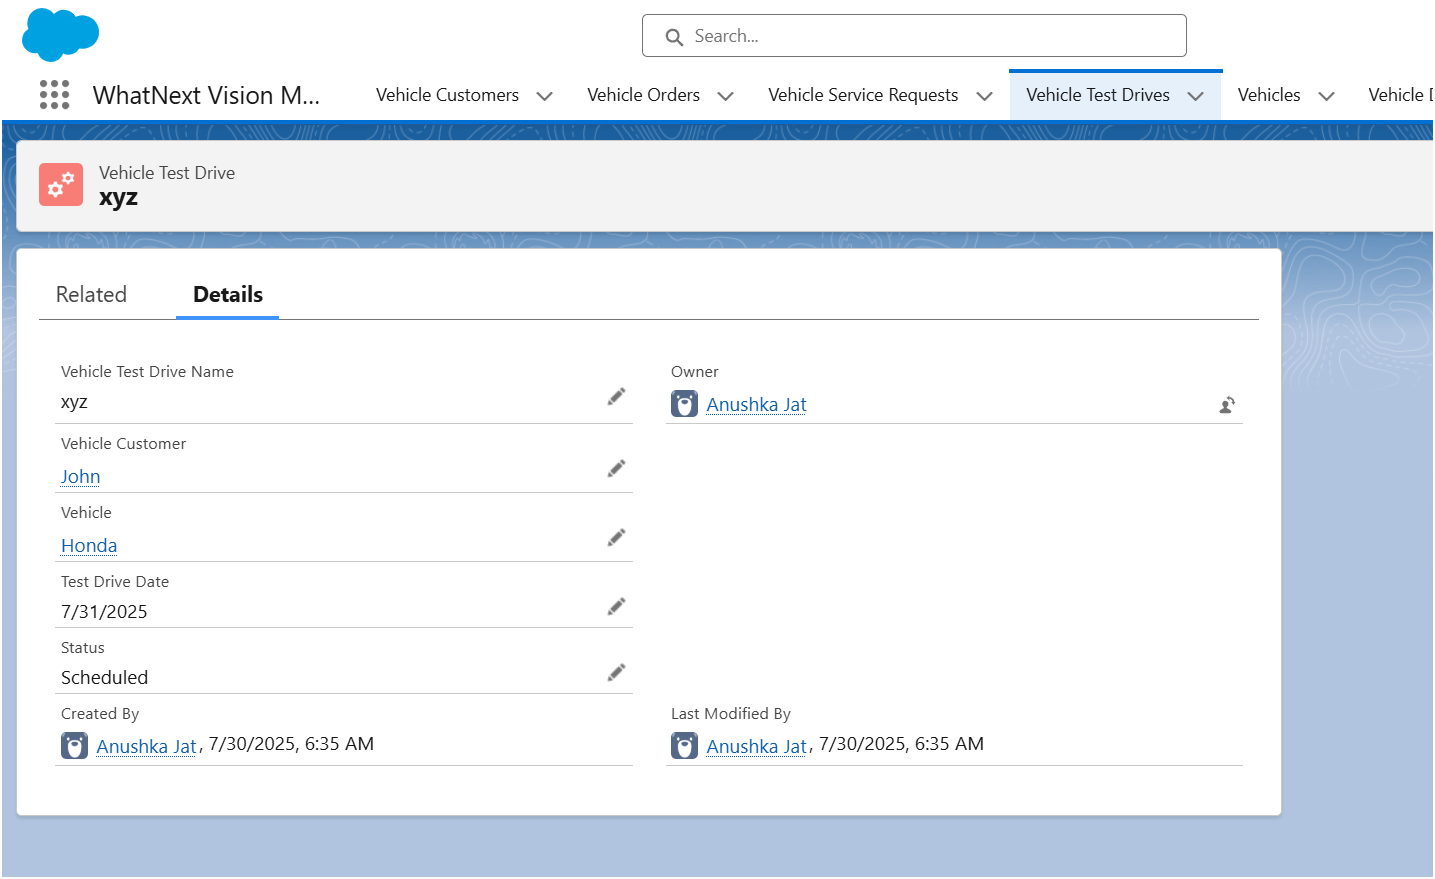 Search...
WhatNext Vision M... Vehicle Customers Vehicle Orders Vehicle Service Requests Vehicle Test Drives Vehicles Vehicle
Vehicle Test Drive
xyz
Related Details
Vehicle Test Drive Name Owner
xyz Anushka Jat
Vehicle Customer
John
Vehicle
Honda
Test Drive Date
7/31/2025
Status
Scheduled
Created By Last Modified By
Anushka Jat, 7/30/2025, 6:35 AM Anushka Jat, 7/30/2025, 6:35 AM